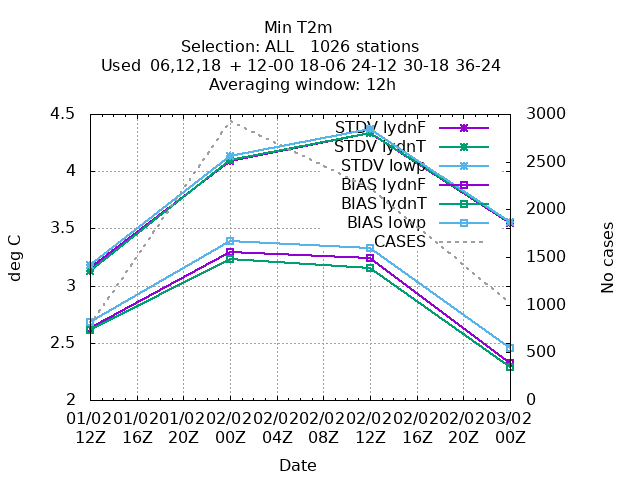 Min T2m
Selection: ALL   1026 stations
Used  06,12,18  + 12-00 18-06 24-12 30-18 36-24
Averaging window: 12h
4.5
4
3.5
3
2.5
2
3000
2500
2000
1500
1000
500
0
deg C
No cases
STDV lydnF
STDV lydnT
STDV lowp
BIAS lydnF
BIAS lydnT
BIAS lowp
CASES
01/02 01/02 01/02 02/02 02/02 02/02 02/02 02/02 02/02 03/02
12Z 16Z 20Z 00Z 04Z 08Z 12Z 16Z 20Z 00Z
Date